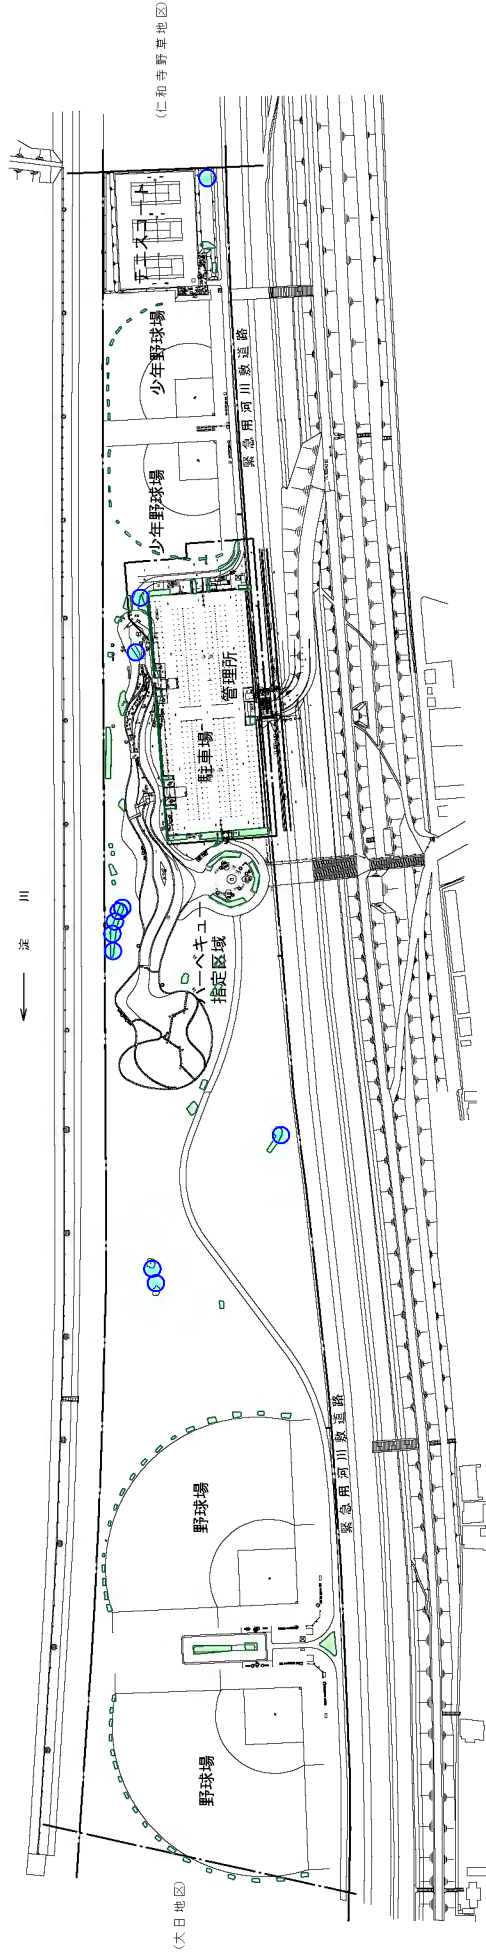 (仁和寺野草地区)
テニスコート
少年野球場
緊急用河川敷道路
少年野球場
管理所
駐車場
淀川
バーベキュー
指定区域
緊急用河川敷道路
野球場
野球場
(大日地区)